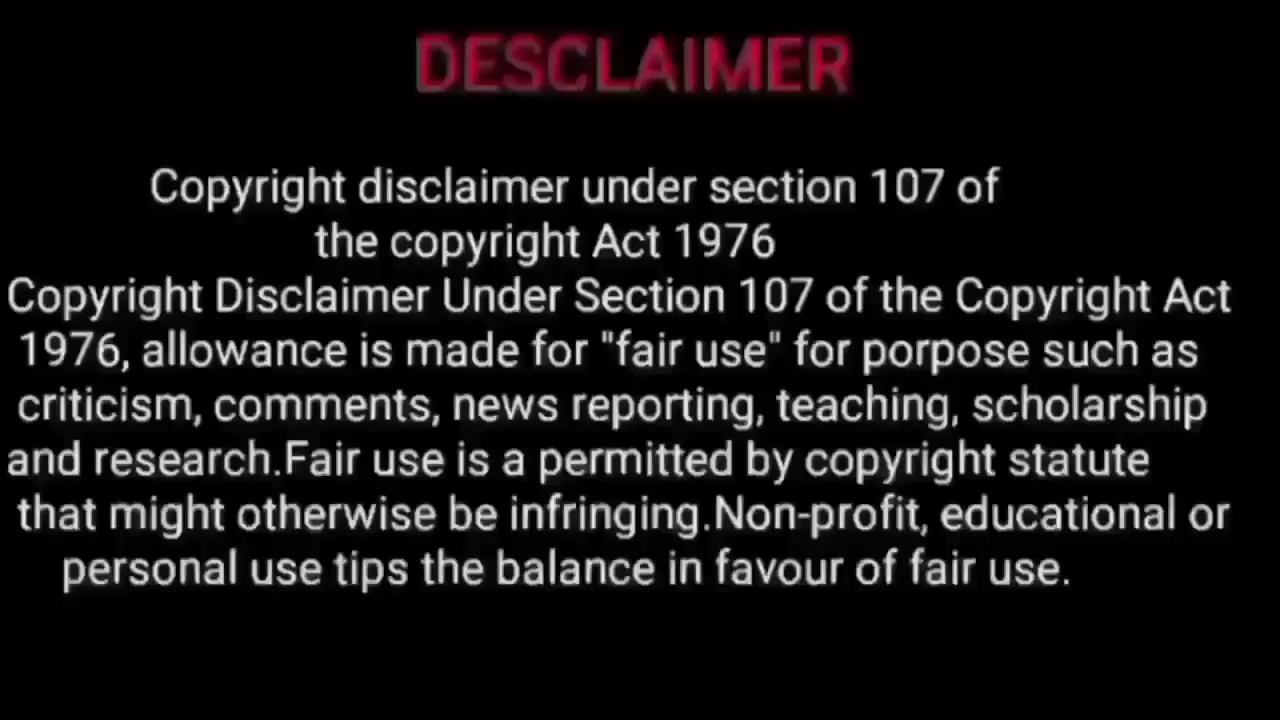 DESCLAIMER
Copyright disclaimer under section 107 of
the copyright Act 1976
Copyright Disclaimer Under Section 107 of the Copyright Act
1976, allowance is made for "fair use" for porpose such as
criticism, comments, news reporting, teaching, scholarship
and research.Fair use is a permitted by copyright statute
that might otherwise be infringing.Non-profit, educational or
personal use tips the balance in favour of fair use.